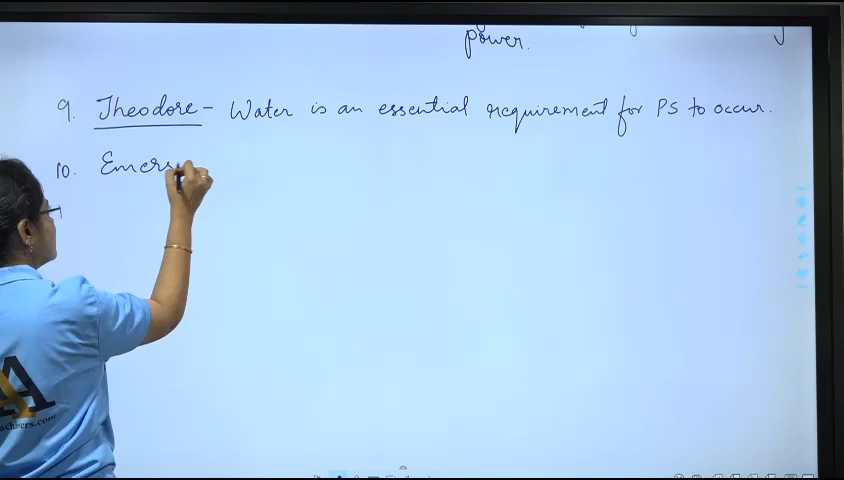 power.
9. Theodore - Water is an essential requirement for PS to occur.
10. Emers